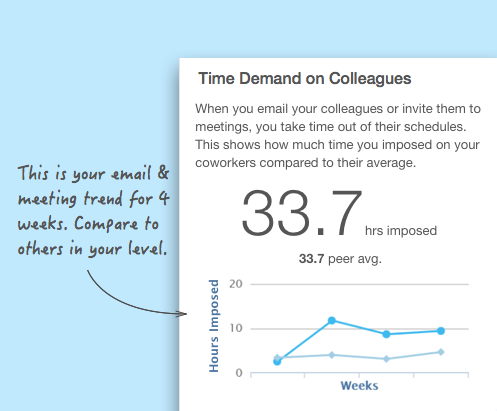 Time Demand on Colleagues
When you email your colleagues or invite them to
meetings, you take time out of their schedules.
This shows how much time you imposed on your
coworkers compared to their average.
This is your email &
meeting trend for 4
weeks. Compare to
others in your level.
33.7 hrs imposed
33.7 peer avg.
Hours Imposed
20
10
0
Weeks